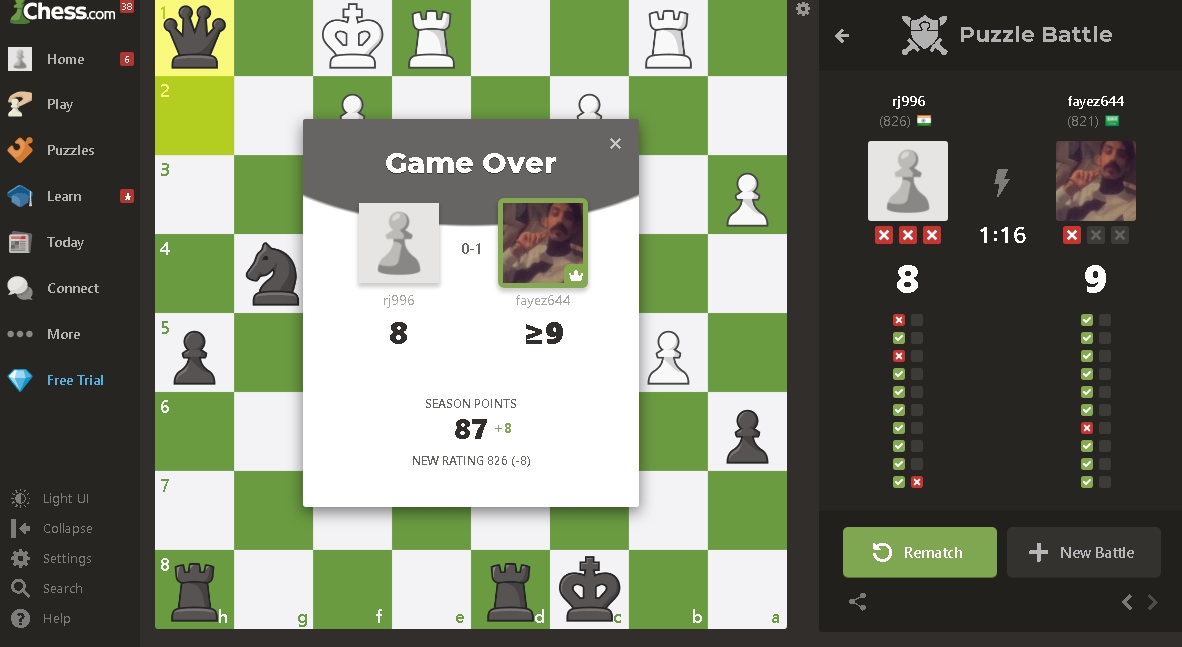 Chess.com
38
Home
6
Play
Puzzles
Learn
Today
Connect
More
Free Trial
Light UI
Collapse
Settings
Search
Help
1
2
3
4
5
6
7
8
h
g
f
e
d
c
b
a
Game Over
0-1
rj996
fayez644
8
≥9
SEASON POINTS
87 +8
NEW RATING 826 (-8)
Puzzle Battle
rj996
fayez644
(826)
(821)
1:16
8
9
Rematch
New Battle